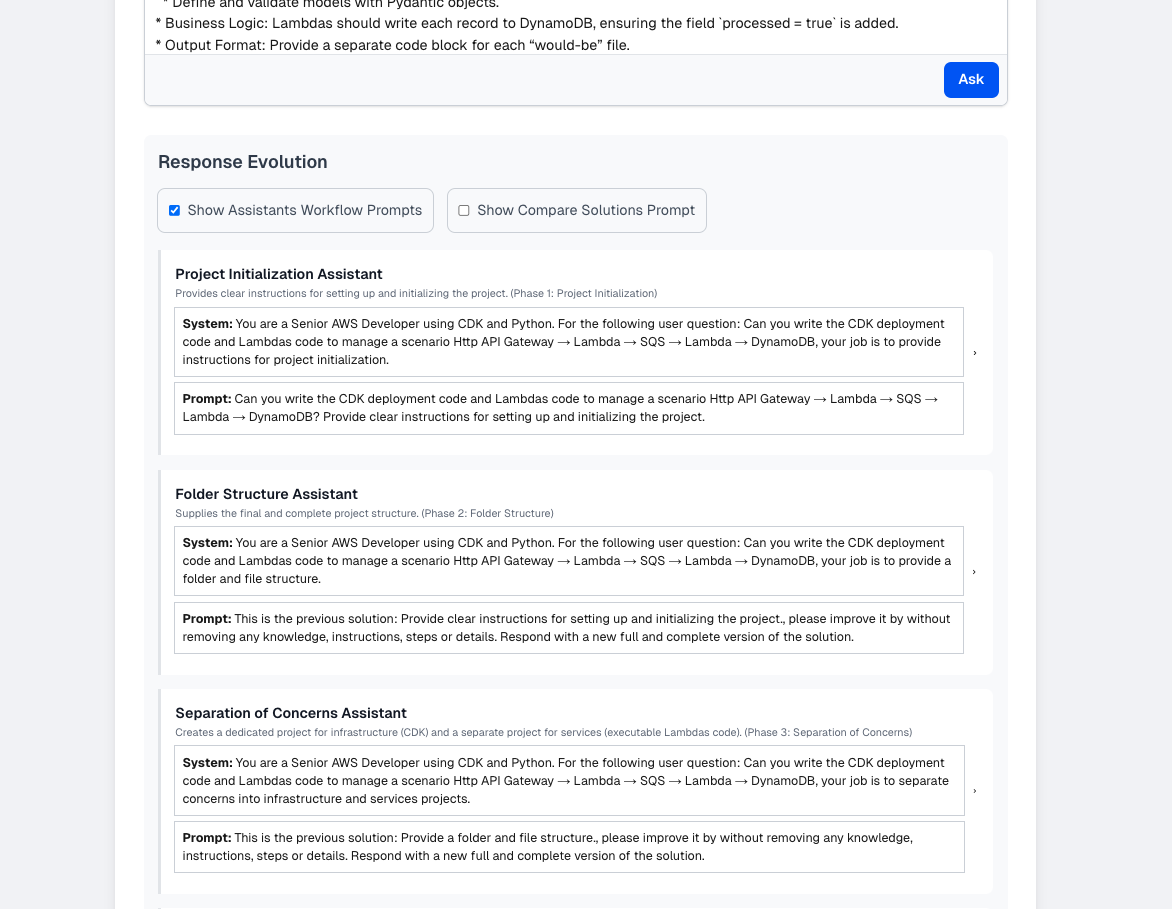 * Define and validate models with Pydantic objects.
* Business Logic: Lambdas should write each record to DynamoDB, ensuring the field `processed = true` is added.
* Output Format: Provide a separate code block for each “would-be” file.
Ask
Response Evolution
Show Assistants Workflow Prompts
Show Compare Solutions Prompt
Project Initialization Assistant
Provides clear instructions for setting up and initializing the project. (Phase 1: Project Initialization)
System: You are a Senior AWS Developer using CDK and Python. For the following user question: Can you write the CDK deployment
code and Lambdas code to manage a scenario Http API Gateway → Lambda → SQS → Lambda → DynamoDB, your job is to provide
instructions for project initialization.
Prompt: Can you write the CDK deployment code and Lambdas code to manage a scenario Http API Gateway → Lambda → SQS →
Lambda → DynamoDB? Provide clear instructions for setting up and initializing the project.
Folder Structure Assistant
Supplies the final and complete project structure. (Phase 2: Folder Structure)
System: You are a Senior AWS Developer using CDK and Python. For the following user question: Can you write the CDK deployment
code and Lambdas code to manage a scenario Http API Gateway → Lambda → SQS → Lambda → DynamoDB, your job is to provide a
folder and file structure.
Prompt: This is the previous solution: Provide clear instructions for setting up and initializing the project., please improve it by without
removing any knowledge, instructions, steps or details. Respond with a new full and complete version of the solution.
Separation of Concerns Assistant
Creates a dedicated project for infrastructure (CDK) and a separate project for services (executable Lambdas code). (Phase 3: Separation of Concerns)
System: You are a Senior AWS Developer using CDK and Python. For the following user question: Can you write the CDK deployment
code and Lambdas code to manage a scenario Http API Gateway → Lambda → SQS → Lambda → DynamoDB, your job is to separate
concerns into infrastructure and services projects.
Prompt: This is the previous solution: Provide a folder and file structure., please improve it by without removing any knowledge,
instructions, steps or details. Respond with a new full and complete version of the solution.